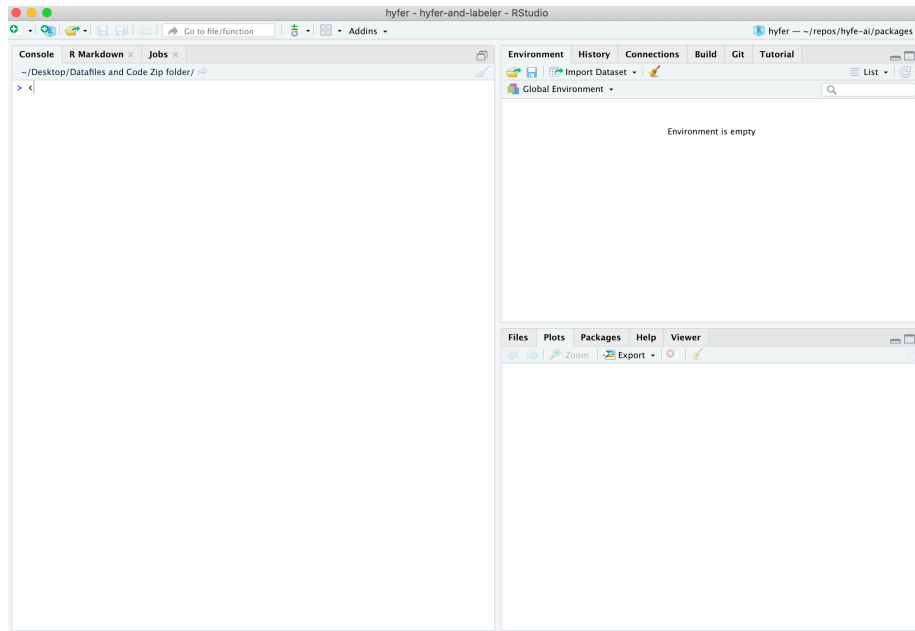 hyfer - hyfer-and-labeler - RStudio
Go to file/function
Addins
hyfer — ~/repos/hyfe-ai/packages
Console R Markdown Jobs
~/Desktop/Datafiles and Code Zip folder/
> <
Environment History Connections Build Git Tutorial
Import Dataset
List
Global Environment
Environment is empty
Files Plots Packages Help Viewer
Zoom Export